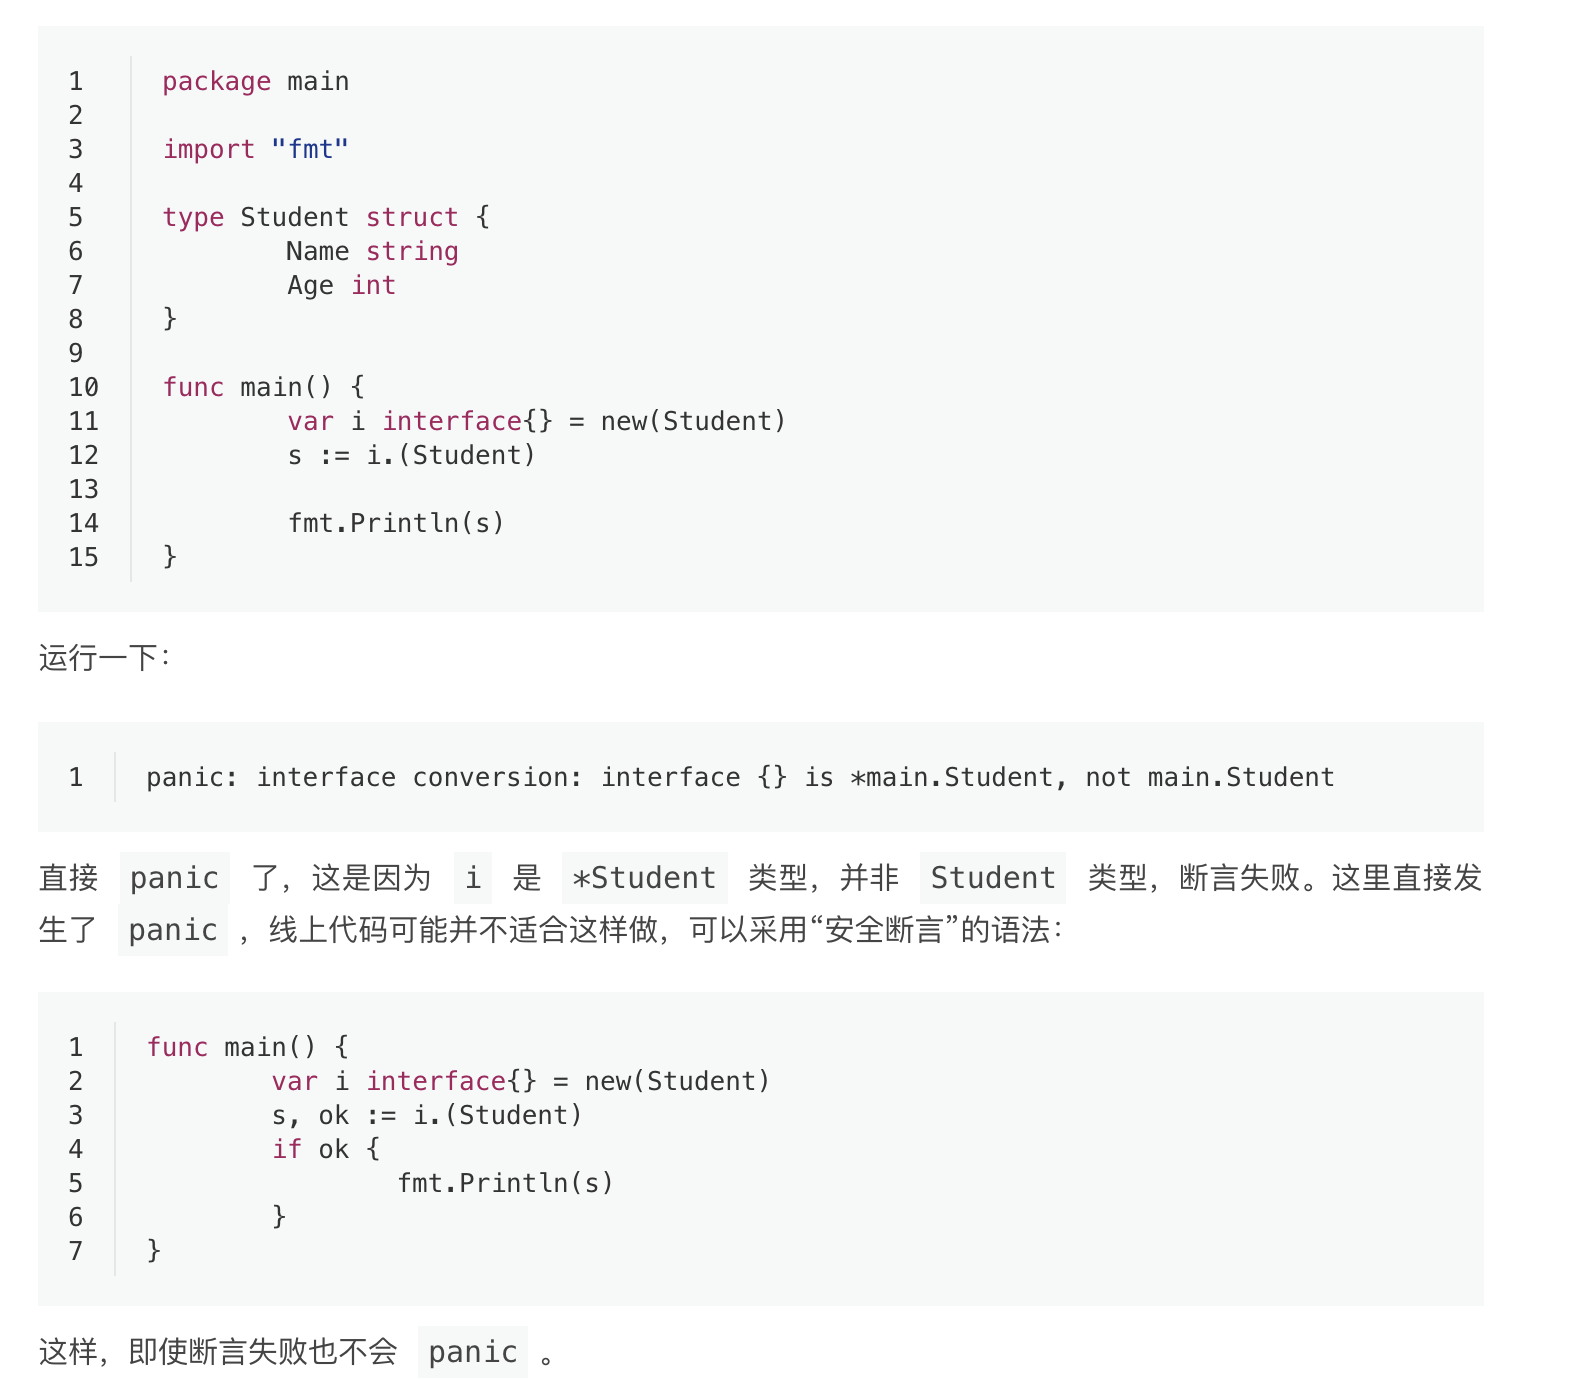 1 package main
2
3 import "fmt"
4
5 type Student struct {
6         Name string
7         Age int
8 }
9
10 func main() {
11         var i interface{} = new(Student)
12         s := i.(Student)
13
14         fmt.Println(s)
15 }
运行一下：
1 panic: interface conversion: interface {} is *main.Student, not main.Student
直接 panic 了，这是因为 i 是 *Student 类型，并非 Student 类型，断言失败。这里直接发
生了 panic ，线上代码可能并不适合这样做，可以采用“安全断言”的语法：
1 func main() {
2         var i interface{} = new(Student)
3         s, ok := i.(Student)
4         if ok {
5                 fmt.Println(s)
6         }
7 }
这样，即使断言失败也不会 panic 。